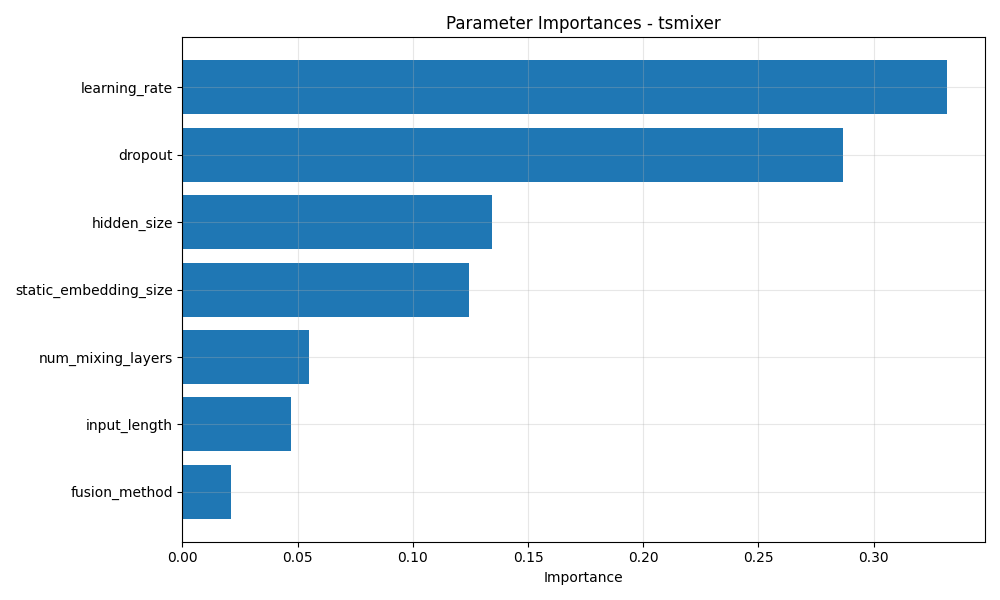 Parameter Importances - tsmixer
learning_rate
dropout
hidden_size
static_embedding_size
num_mixing_layers
input_length
fusion_method
0.00 0.05 0.10 0.15 0.20 0.25 0.30
Importance